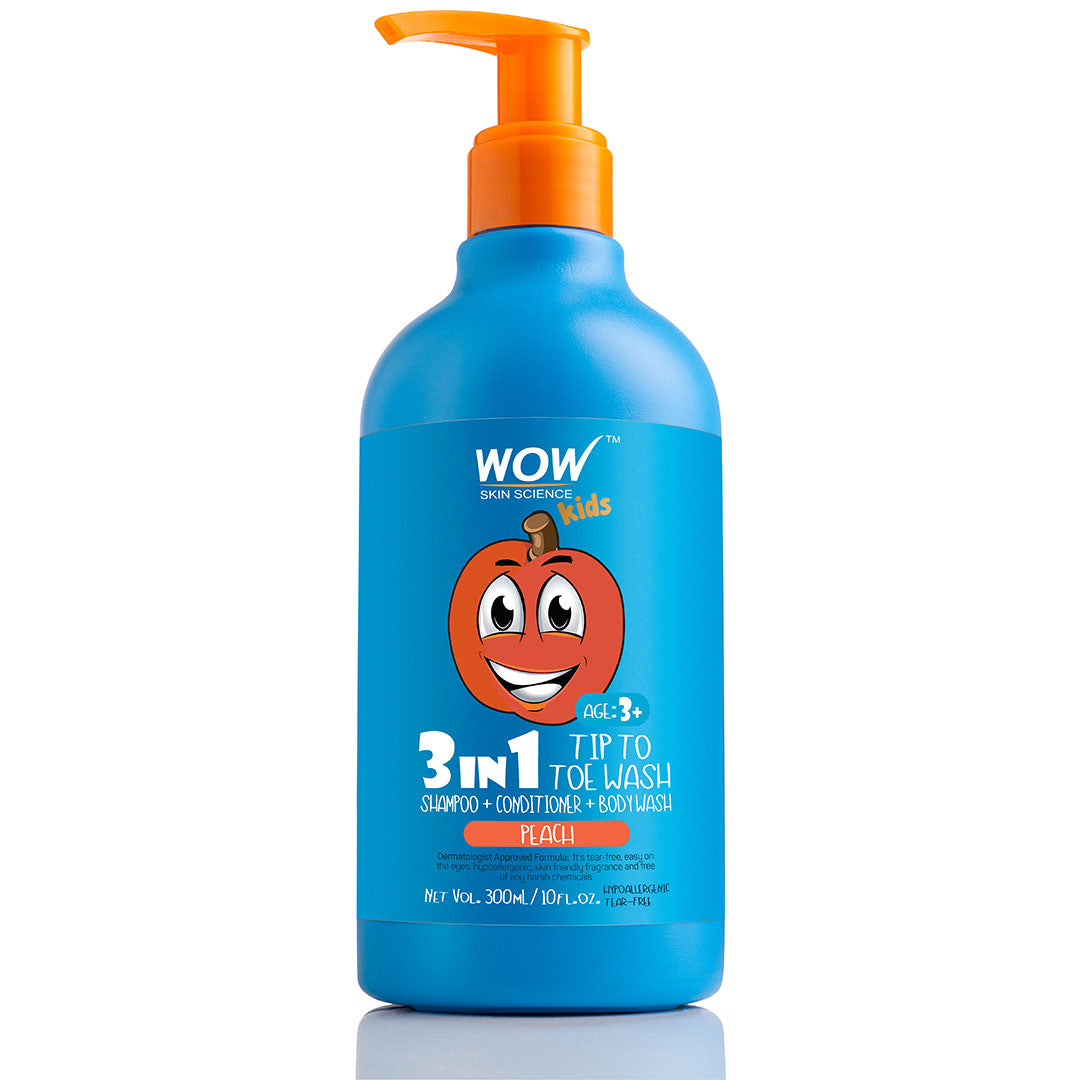 WOW™
SKIN SCIENCE
kids
AGE: 3+
3 IN 1 TIP TO
TOE WASH
SHAMPOO + CONDITIONER + BODY WASH
PEACH
Dermatologist Approved Formula: It's tear-free, easy on
the eyes, hypoallergenic, skin friendly fragrance and free
of any harsh chemicals
NET VOL. 300ML/10FL.OZ.
HYPOALLERGENIC
TEAR-FREE